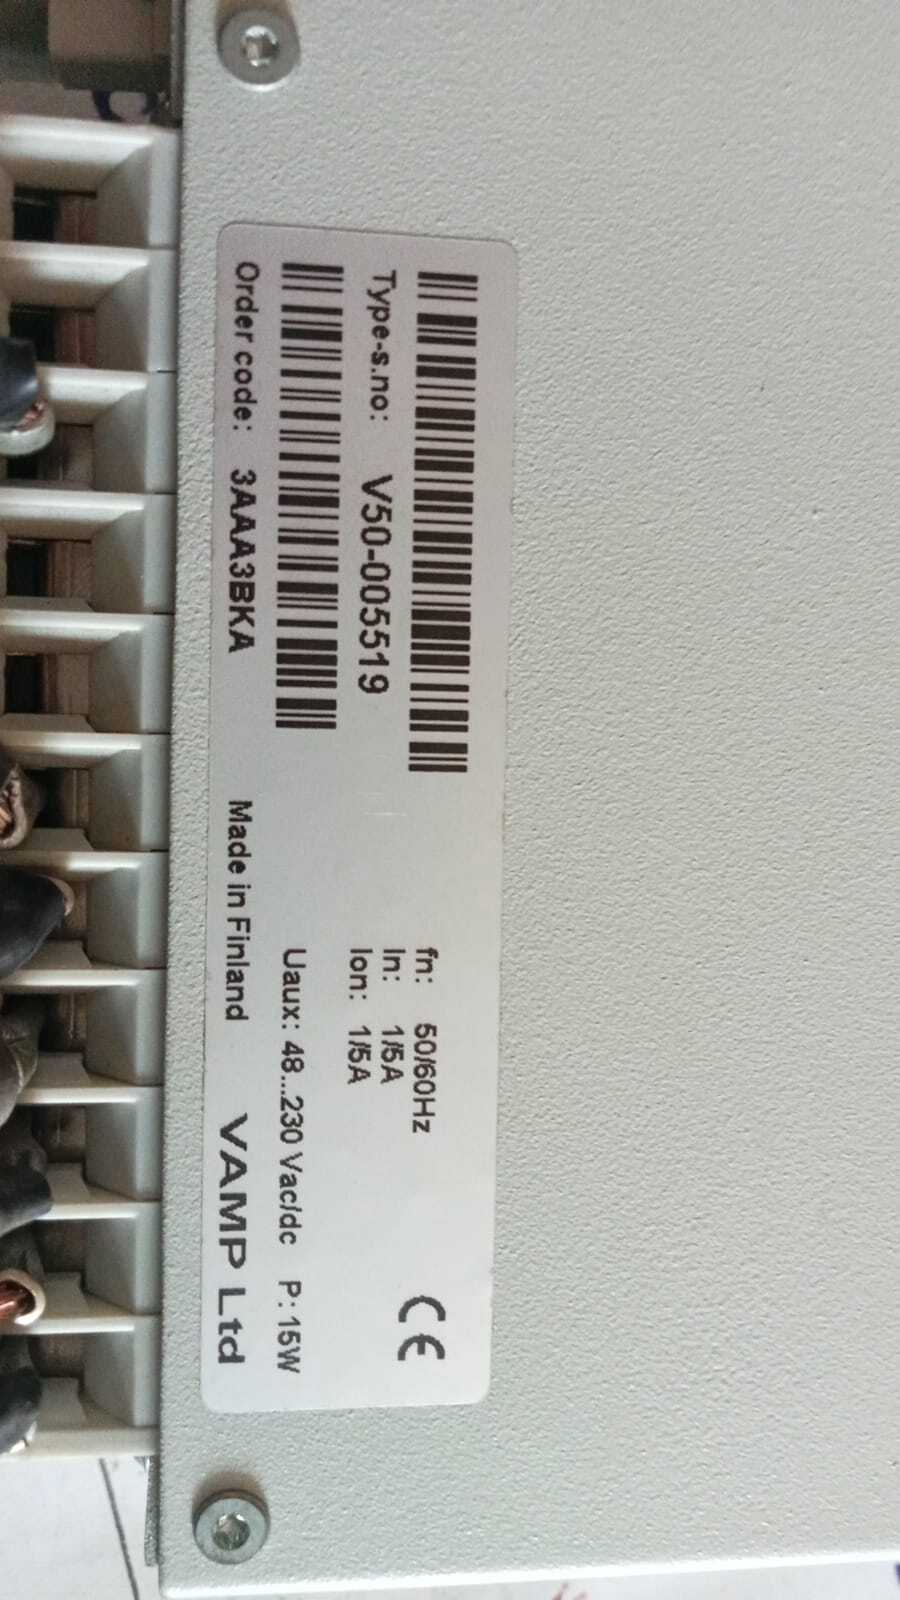 Type-s.no: V50-005519
Order code: 3AAA3BKA
fn: 50/60Hz
In: 1/5A
Ion: 1/5A
Uaux: 48...230 Vac/dc P: 15W
Made in Finland VAMP Ltd
CE